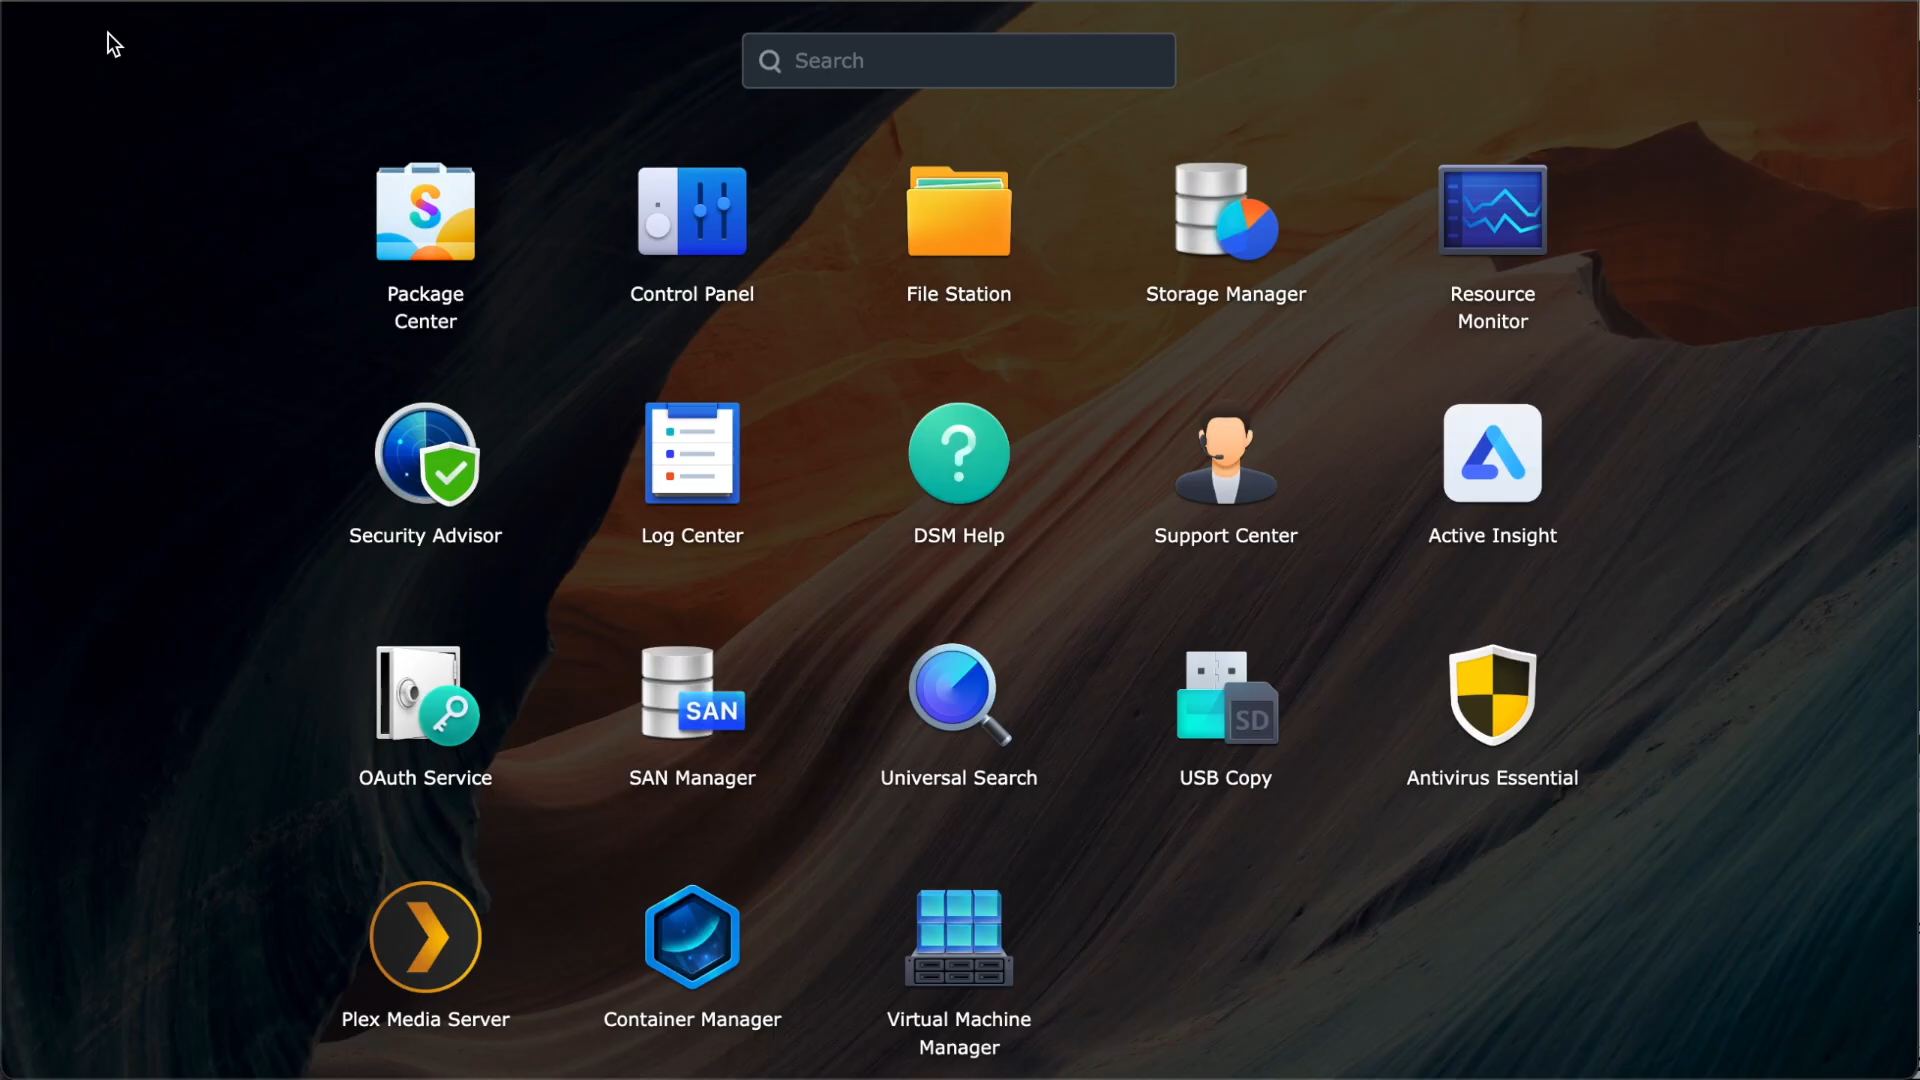 Search
Package
Center
Control Panel
File Station
Storage Manager
Resource
Monitor
Security Advisor
Log Center
DSM Help
Support Center
Active Insight
SAN
SD
OAuth Service
SAN Manager
Universal Search
USB Copy
Antivirus Essential
Plex Media Server
Container Manager
Virtual Machine
Manager